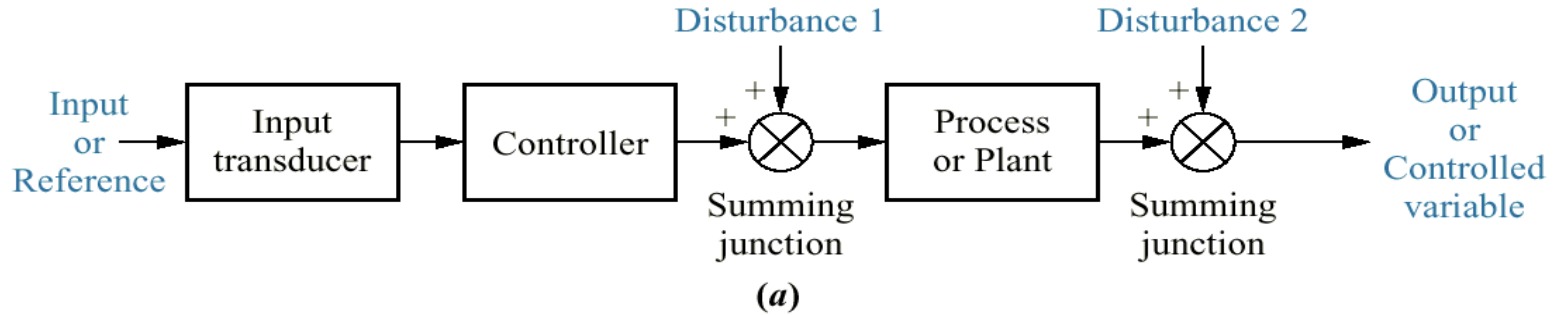 Disturbance 1
Disturbance 2
Input
or
Reference
Input
transducer
Controller
+
+
Process
or Plant
+
+
Output
or
Controlled
variable
Summing
junction
Summing
junction
(a)